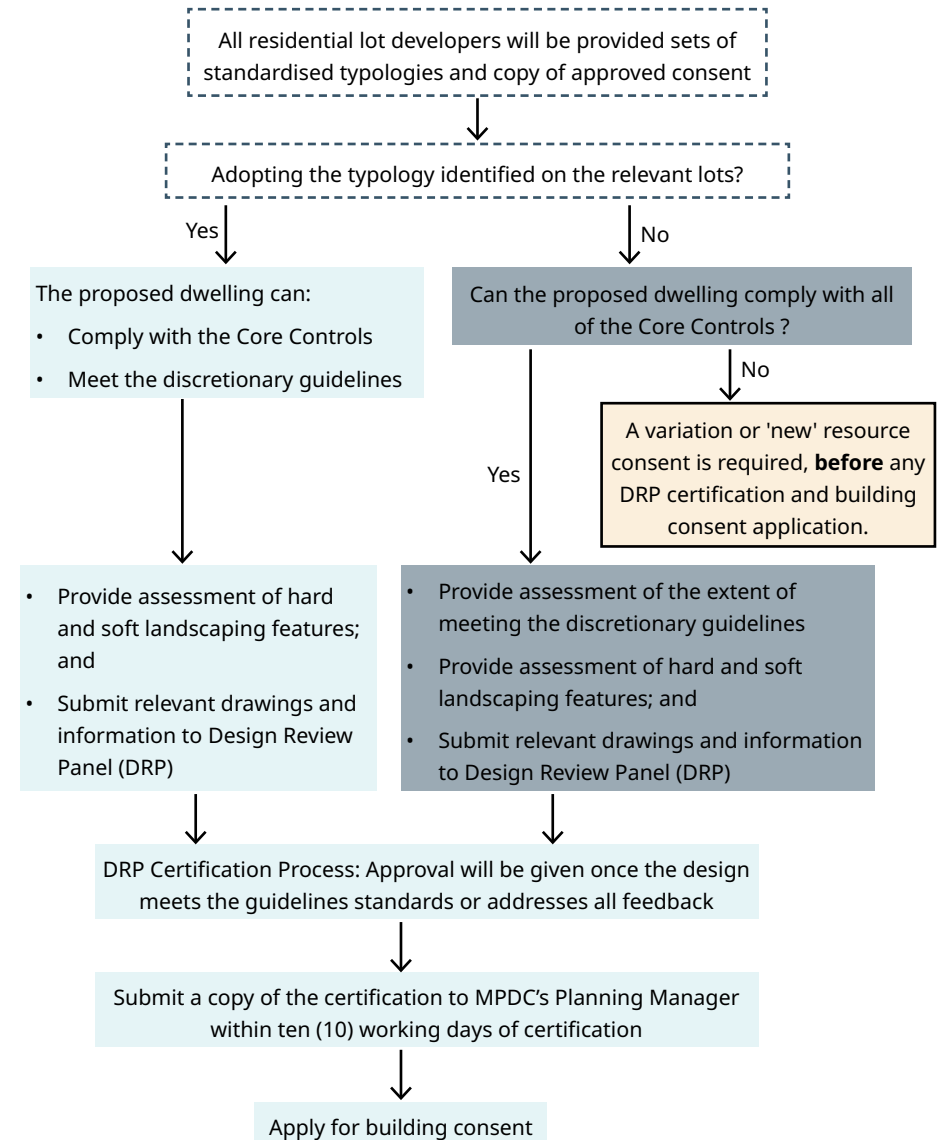 All residential lot developers will be provided sets of
standardised typologies and copy of approved consent
Adopting the typology identified on the relevant lots?
Yes
No
The proposed dwelling can:
• Comply with the Core Controls
• Meet the discretionary guidelines
Can the proposed dwelling comply with all
of the Core Controls ?
No
A variation or 'new' resource
consent is required, before any
DRP certification and building
consent application.
Yes
• Provide assessment of hard
and soft landscaping features;
and
• Submit relevant drawings and
information to Design Review
Panel (DRP)
• Provide assessment of the extent of
meeting the discretionary guidelines
• Provide assessment of hard and soft
landscaping features; and
• Submit relevant drawings and information
to Design Review Panel (DRP)
DRP Certification Process: Approval will be given once the design
meets the guidelines standards or addresses all feedback
Submit a copy of the certification to MPDC’s Planning Manager
within ten (10) working days of certification
Apply for building consent